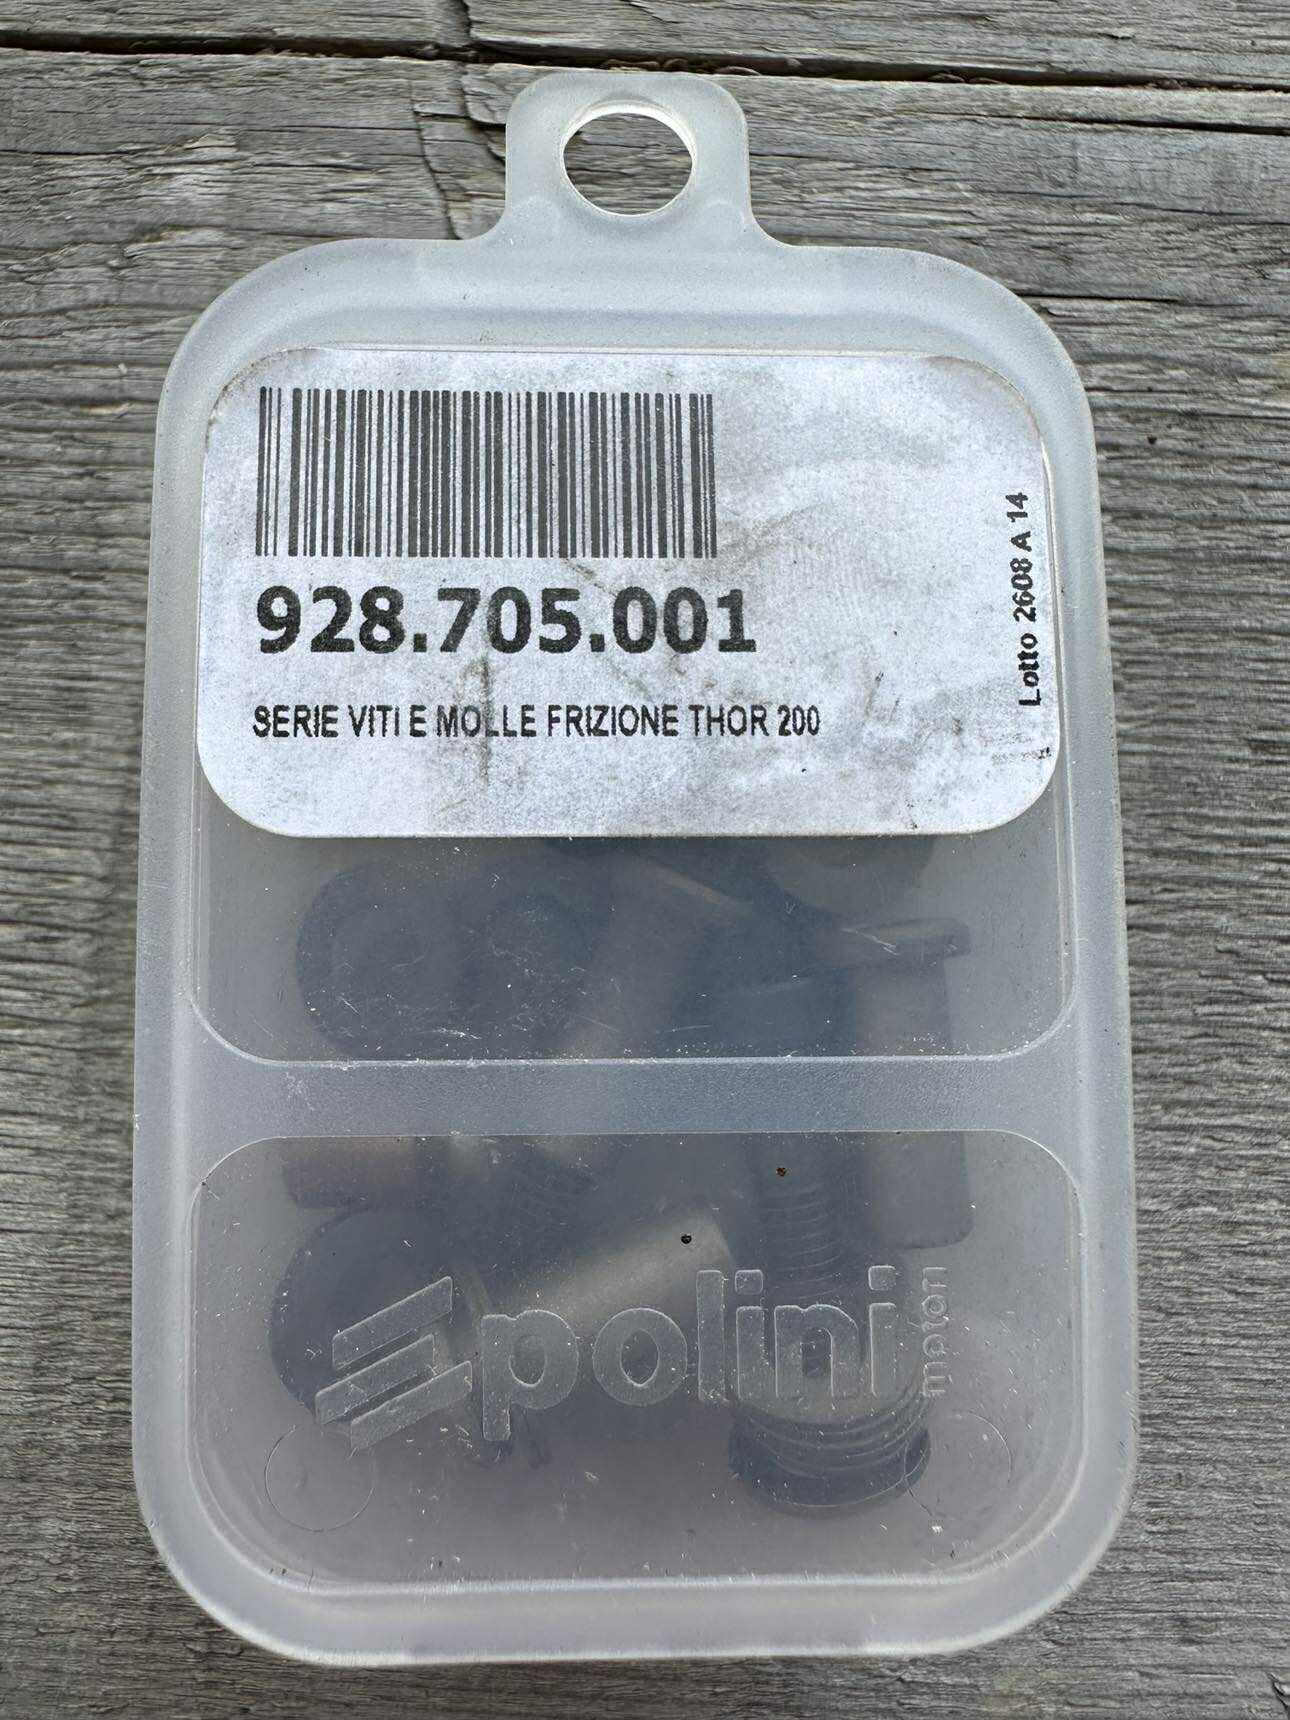 928.705.001
SERIE VITI E MOLLE FRIZIONE THOR 200
Lotto 2608 A 14
polini
motori